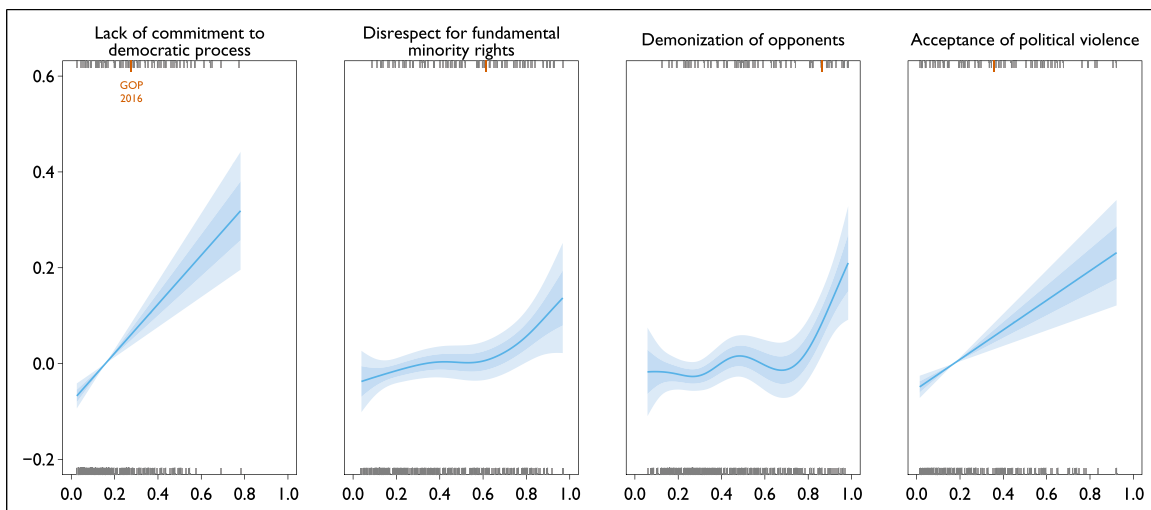 Lack of commitment to
democratic process
Disrespect for fundamental
minority rights
Demonization of opponents
Acceptance of political violence
GOP
2016
0.6
0.4
0.2
0.0
−0.2
0.0 0.2 0.4 0.6 0.8 1.0
0.0 0.2 0.4 0.6 0.8 1.0
0.0 0.2 0.4 0.6 0.8 1.0
0.0 0.2 0.4 0.6 0.8 1.0